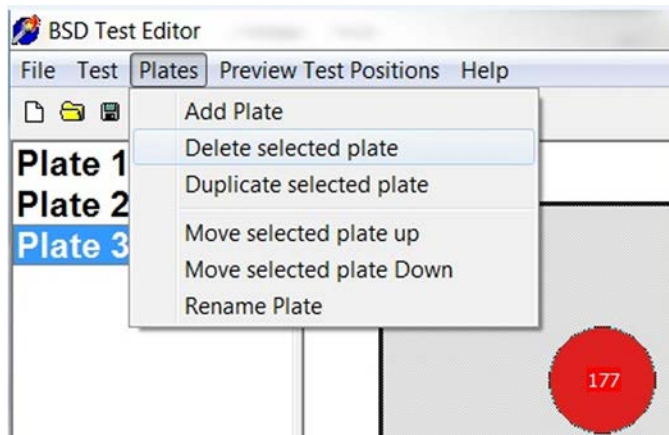 BSD Test Editor
File Test Plates Preview Test Positions Help
Add Plate
Delete selected plate
Duplicate selected plate
Move selected plate up
Move selected plate Down
Rename Plate
Plate 1
Plate 2
Plate 3
177